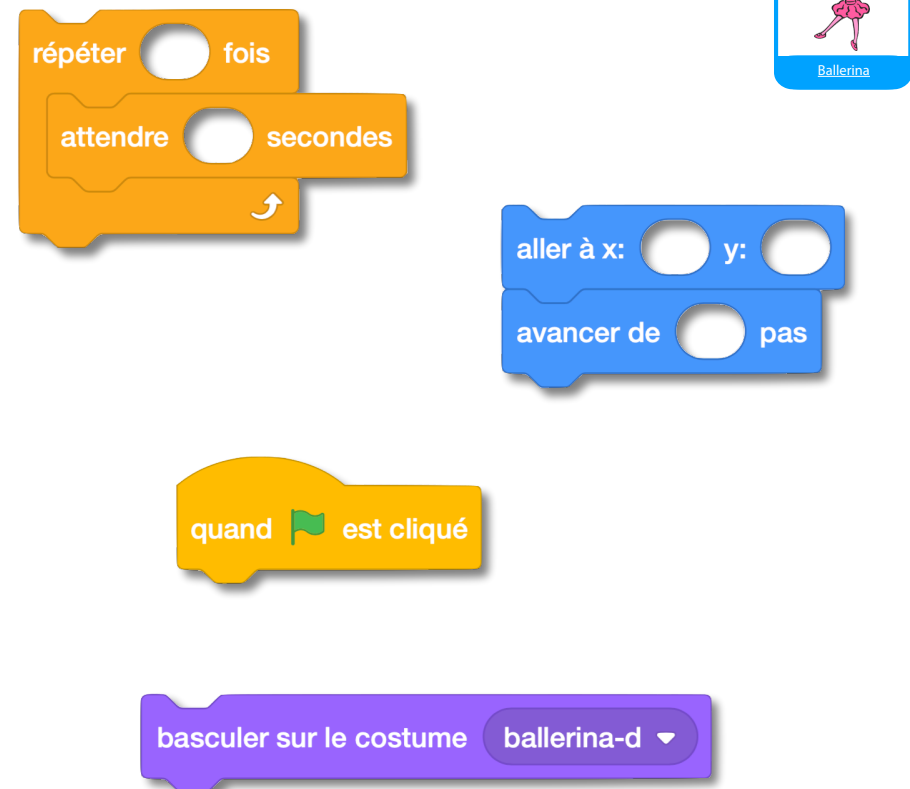 répéter fois
Ballerina
attendre secondes
aller à x: y:
avancer de pas
quand est cliqué
basculer sur le costume ballerina-d